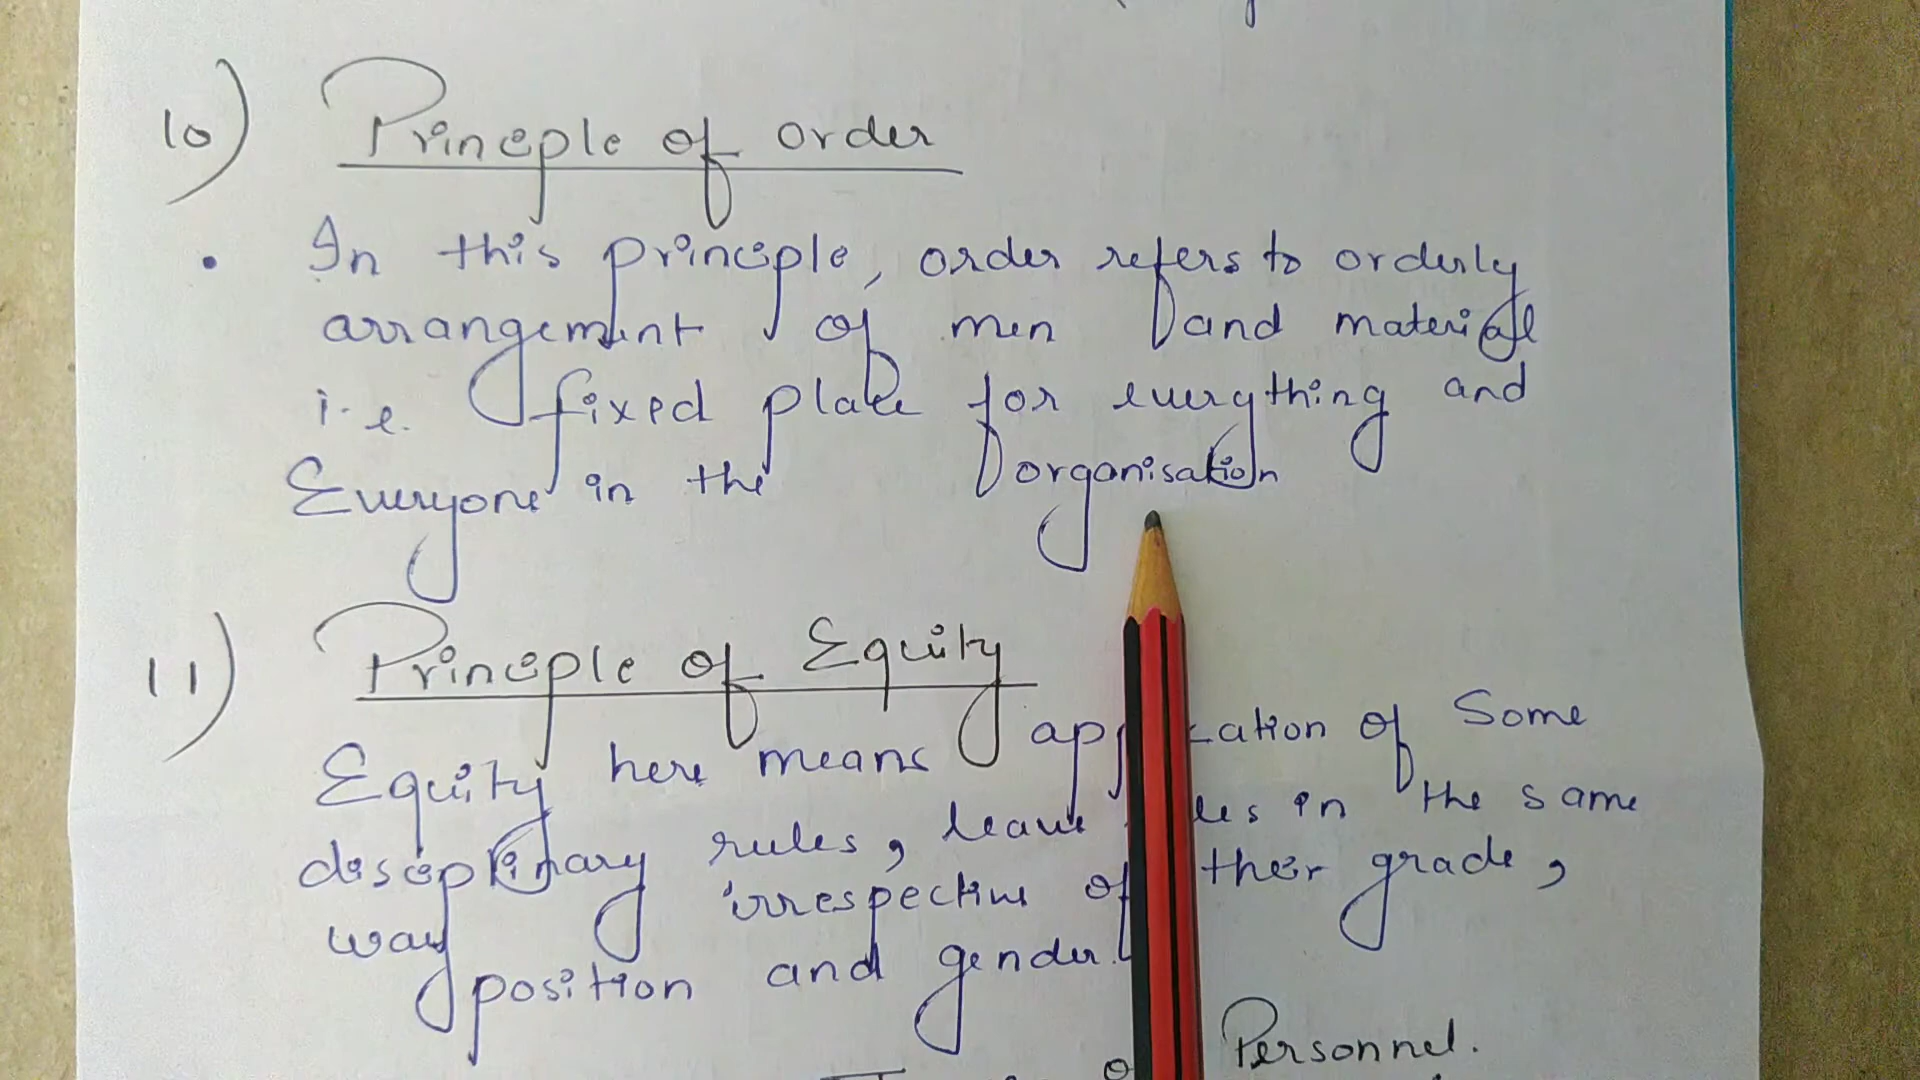 10) Principle of order
• In this principle, order refers to orderly
arrangement of men and material
i.e. fixed place for everything and
Everyone in the organisation
11) Principle of Equity
Equity here means application of Some
disciplinary rules, leave rules in the same
way irrespective of their grade,
position and gender.
Personnel.